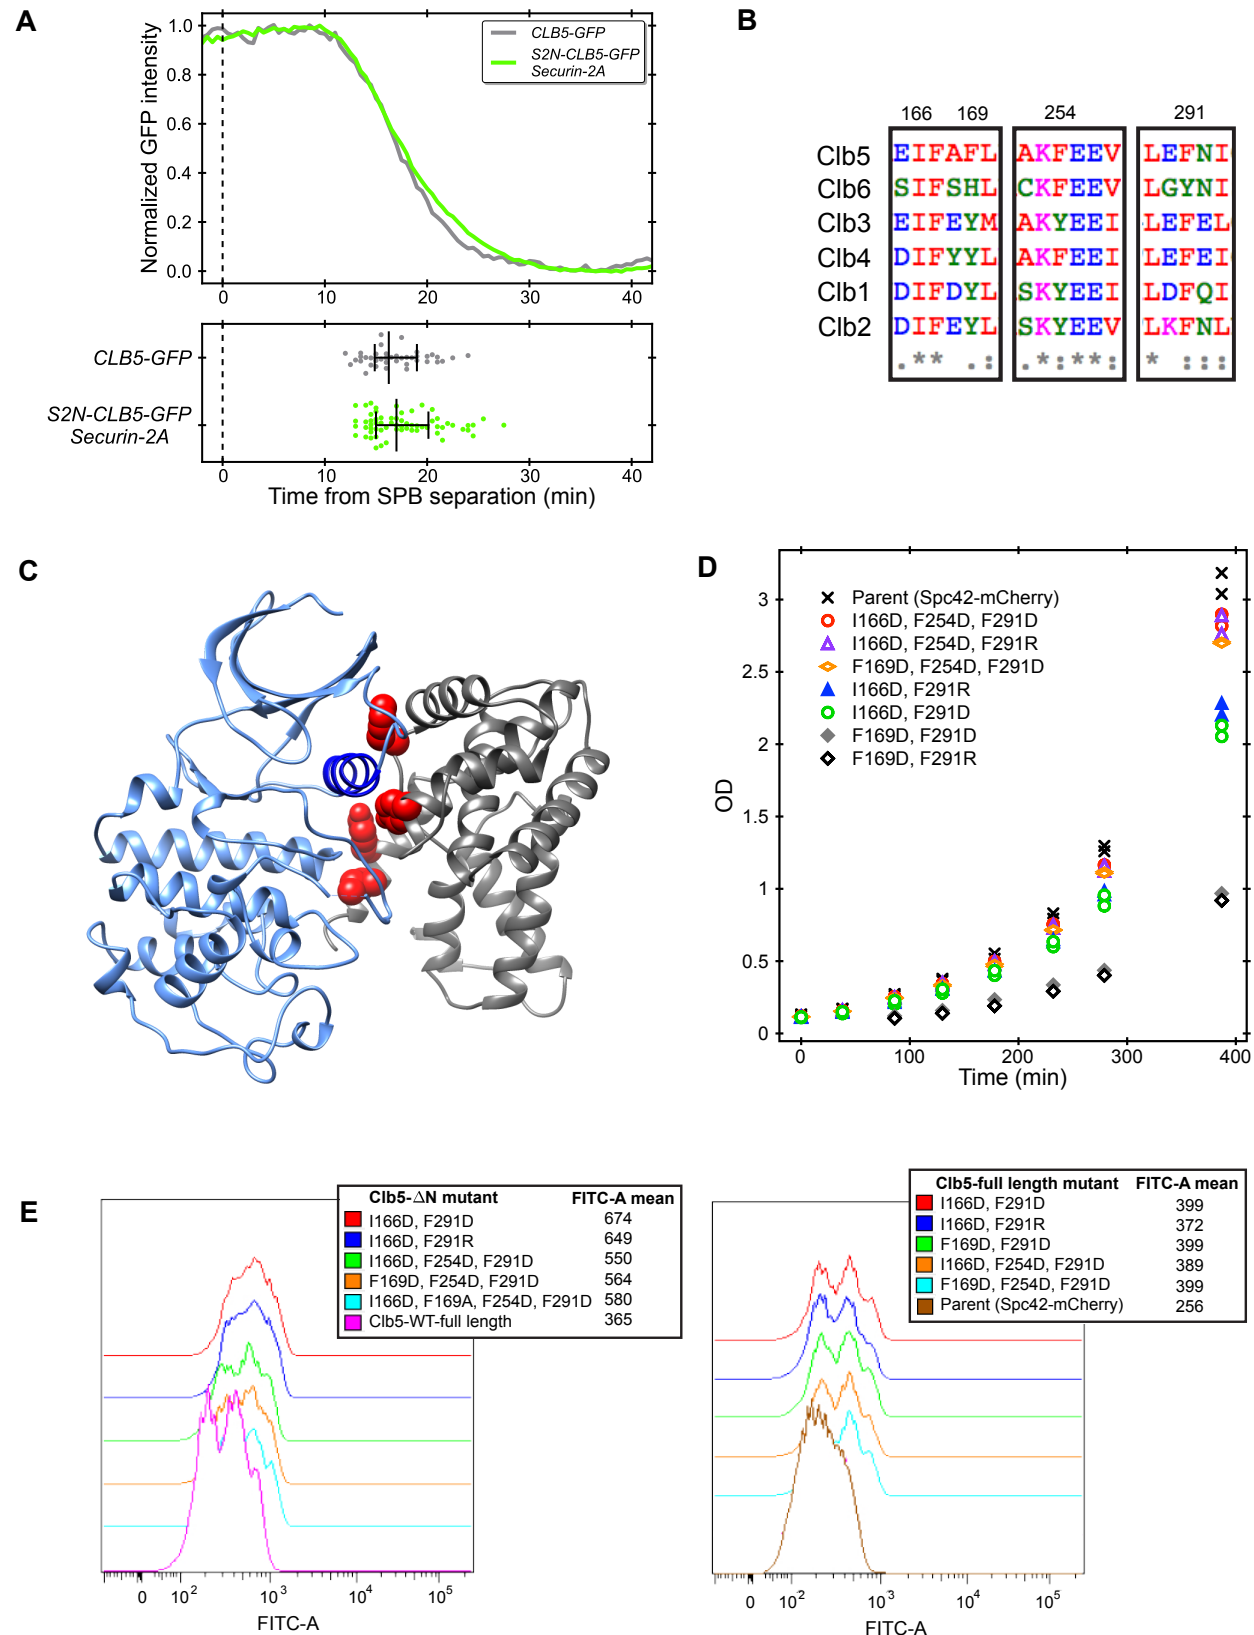 A
Normalized GFP intensity
1.0
0.8
0.6
0.4
0.2
0.0
CLB5-GFP
S2N-CLB5-GFP
Securin-2A
0 10 20 30 40
CLB5-GFP
S2N-CLB5-GFP
Securin-2A
0 10 20 30 40
Time from SPB separation (min)
B
166 169 254 291
Clb5 EIFAFL AKFEEV LEFNI
Clb6 SIFSHL CKFEEV LGYNI
Clb3 EIFEYM AKYEEI LEFEL
Clb4 DIFYYL AKFEEI LEFEI
Clb1 DIFDYL SKYEEI LDFQI
Clb2 DIFEYL SKYEEV LKFNL
.** .: .*:**: * :::
C
D
OD
3
2.5
2
1.5
1
0.5
0
Parent (Spc42-mCherry)
I166D, F254D, F291D
I166D, F254D, F291R
F169D, F254D, F291D
I166D, F291R
I166D, F291D
F169D, F291D
F169D, F291R
0 100 200 300 400
Time (min)
E
Clb5-ΔN mutant FITC-A mean
I166D, F291D 674
I166D, F291R 649
I166D, F254D, F291D 550
F169D, F254D, F291D 564
I166D, F169A, F254D, F291D 580
Clb5-WT-full length 365
0 10² 10³ 10⁴ 10⁵
FITC-A
Clb5-full length mutant FITC-A mean
I166D, F291D 399
I166D, F291R 372
F169D, F291D 399
I166D, F254D, F291D 389
F169D, F254D, F291D 399
Parent (Spc42-mCherry) 256
0 10² 10³ 10⁴ 10⁵
FITC-A